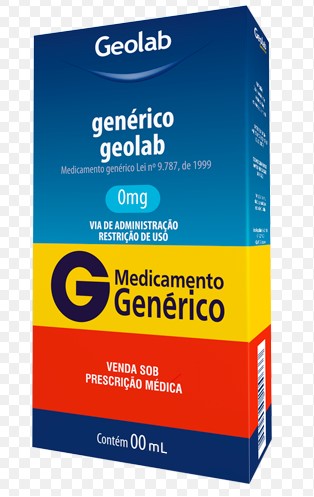 Geolab
genérico
geolab
Medicamento genérico Lei nº 9.787, de 1999
0mg
VIA DE ADMINISTRAÇÃO
RESTRIÇÃO DE USO
G Medicamento
Genérico
VENDA SOB
PRESCRIÇÃO MÉDICA
Contém 00 mL
Geolab